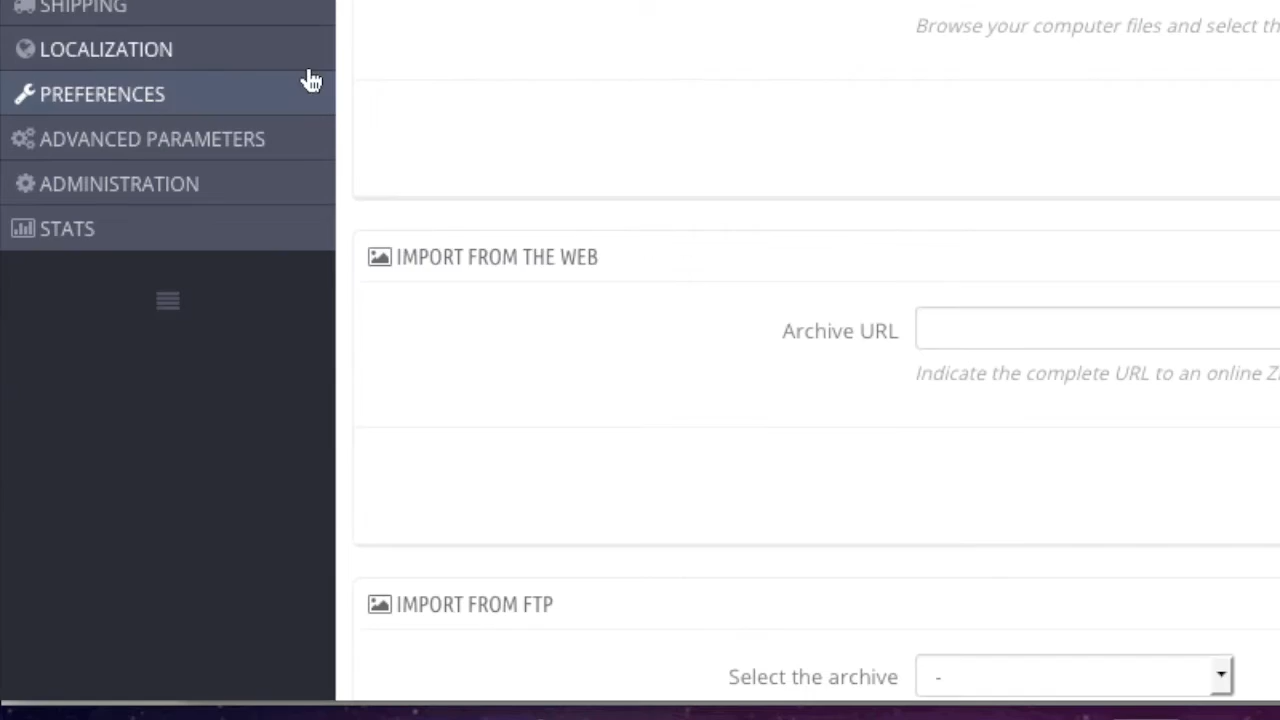 SHIPPING
LOCALIZATION
PREFERENCES
ADVANCED PARAMETERS
ADMINISTRATION
STATS
Browse your computer files and select th
IMPORT FROM THE WEB
Archive URL
Indicate the complete URL to an online Z
IMPORT FROM FTP
Select the archive -